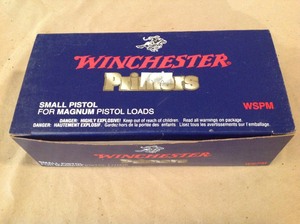 WINCHESTER
Primers
SMALL PISTOL
FOR MAGNUM PISTOL LOADS
WSPM
DANGER: HIGHLY EXPLOSIVE! Keep out of reach of children. Read all warnings on package.
DANGER: HAUTEMENT EXPLOSIF! Gardez hors de la portée des enfants. Lisez tous les avertissements sur l'emballage.
WINCHESTER